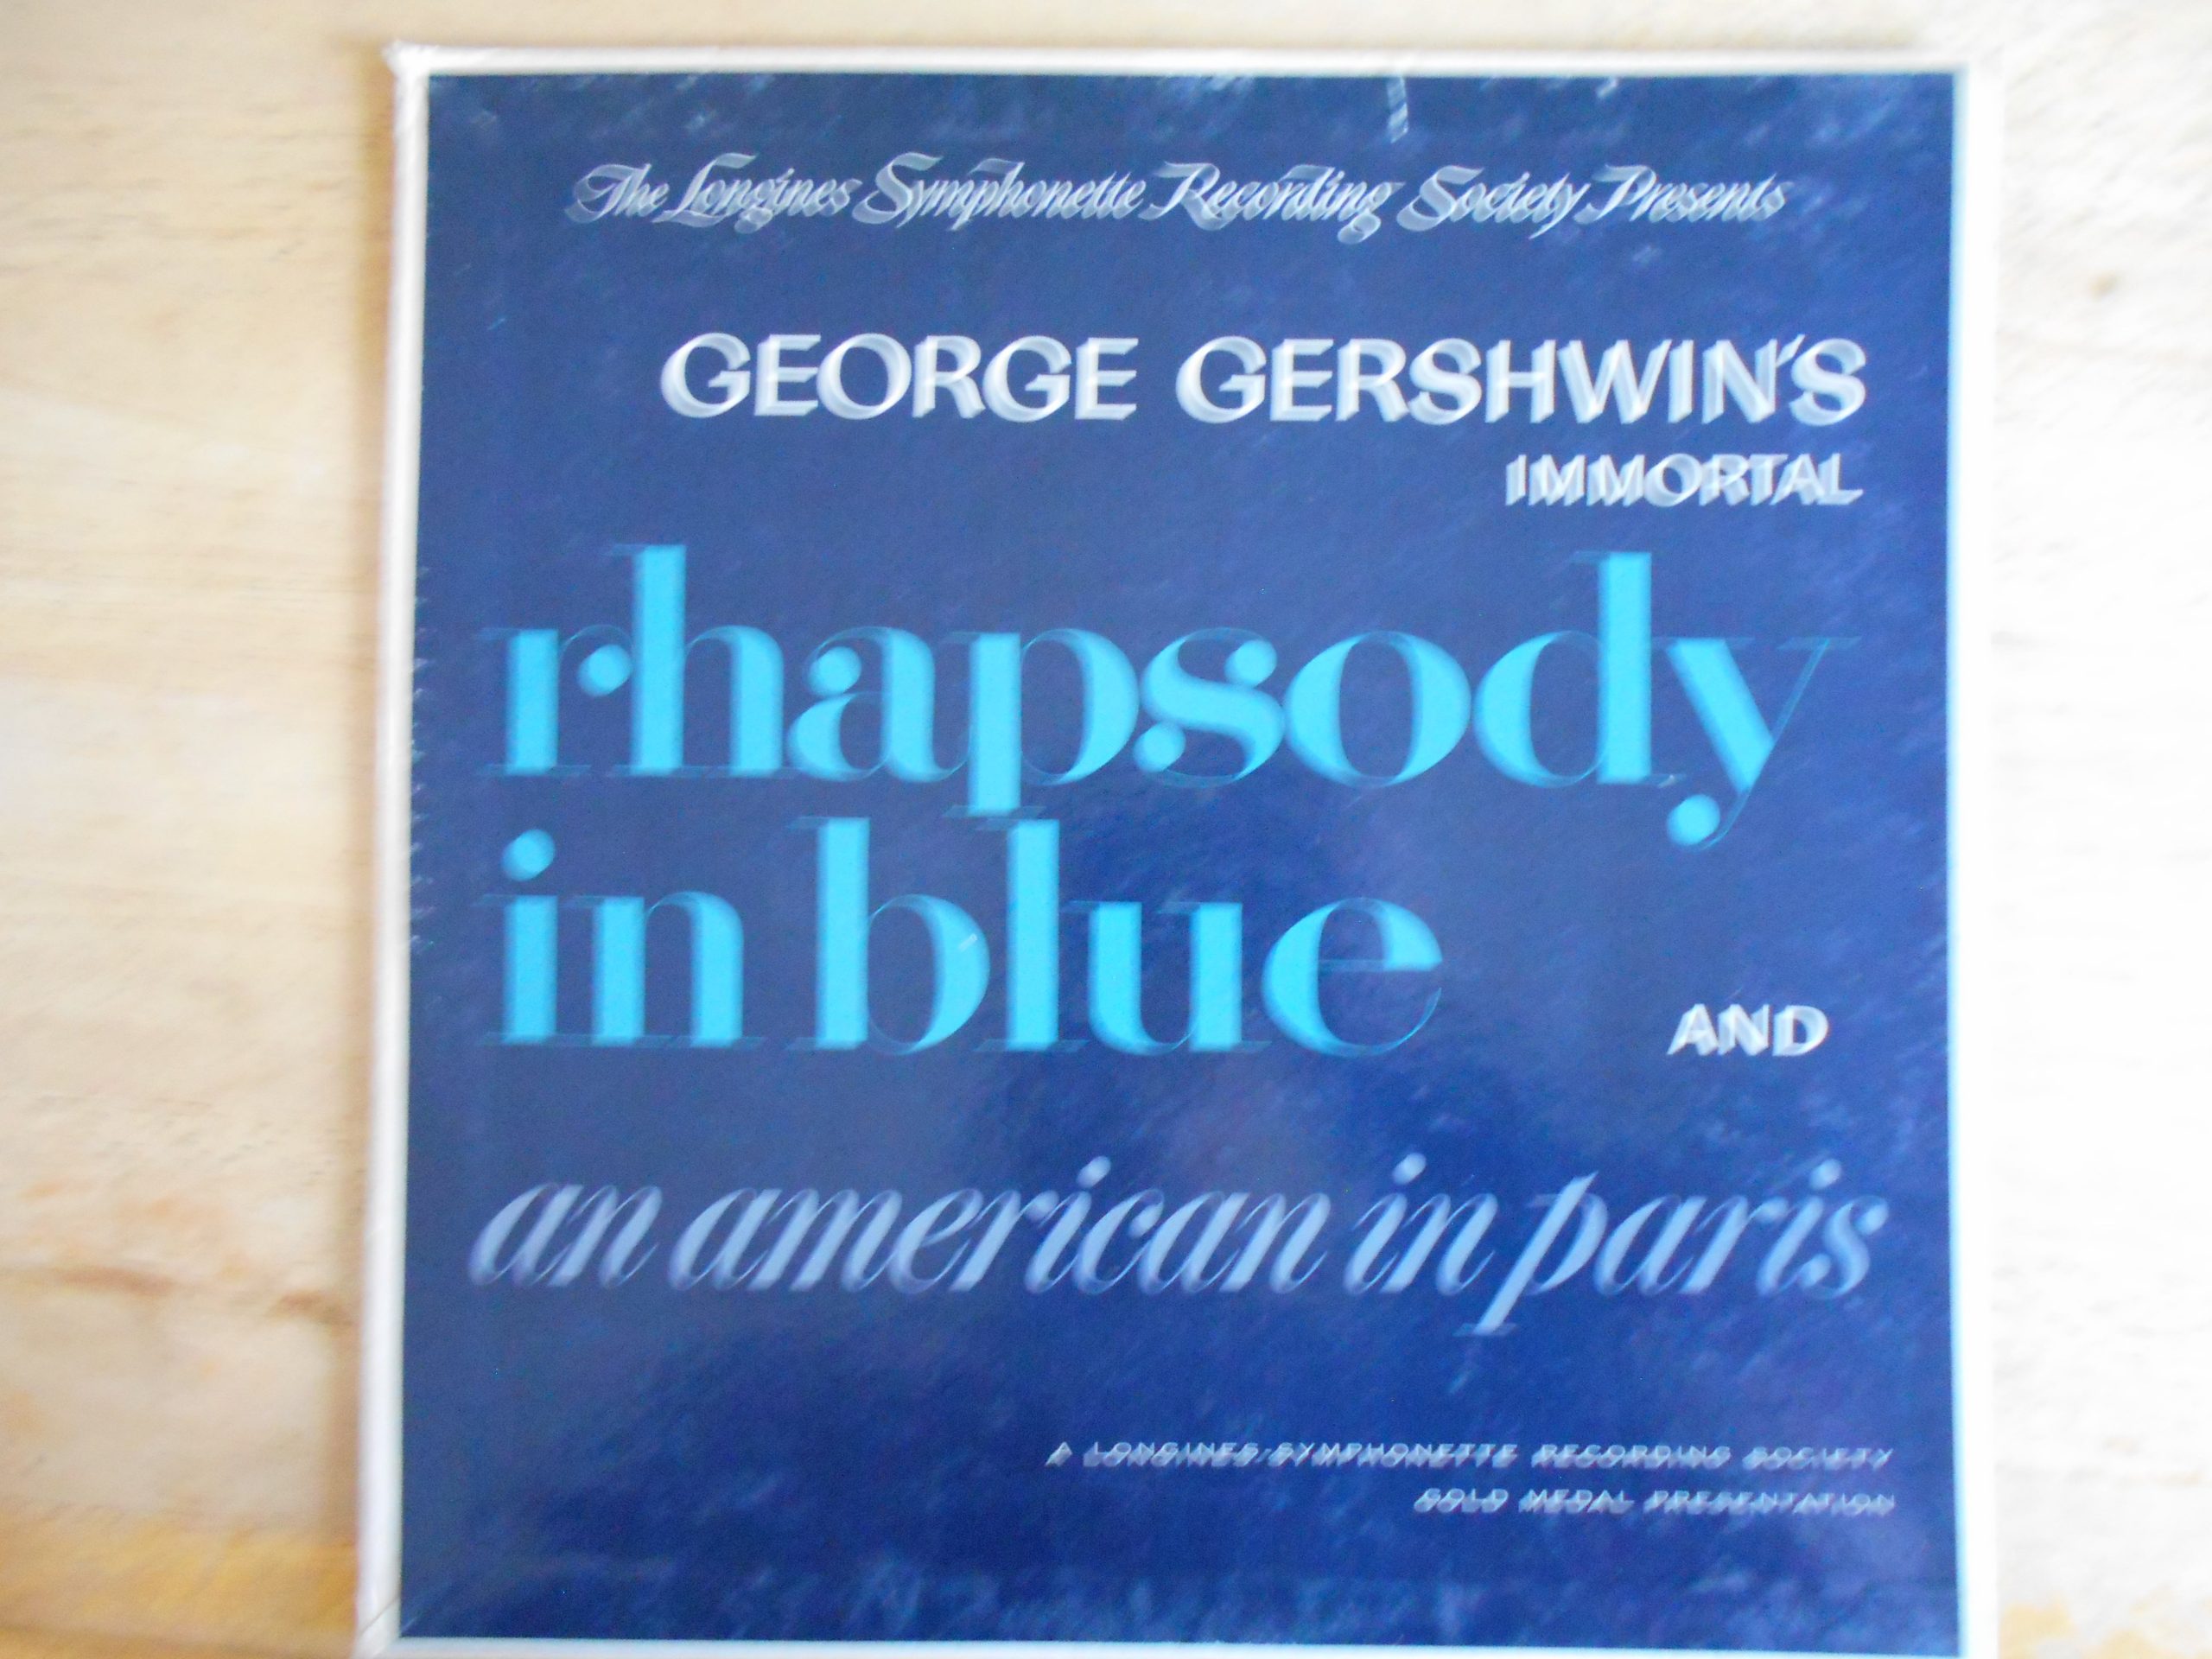 The Longines Symphonette Recording Society Presents
GEORGE GERSHWIN'S
IMMORTAL
rhapsody
in blue
AND
an american in paris
A LONGINES SYMPHONETTE RECORDING SOCIETY
GOLD MEDAL PRESENTATION